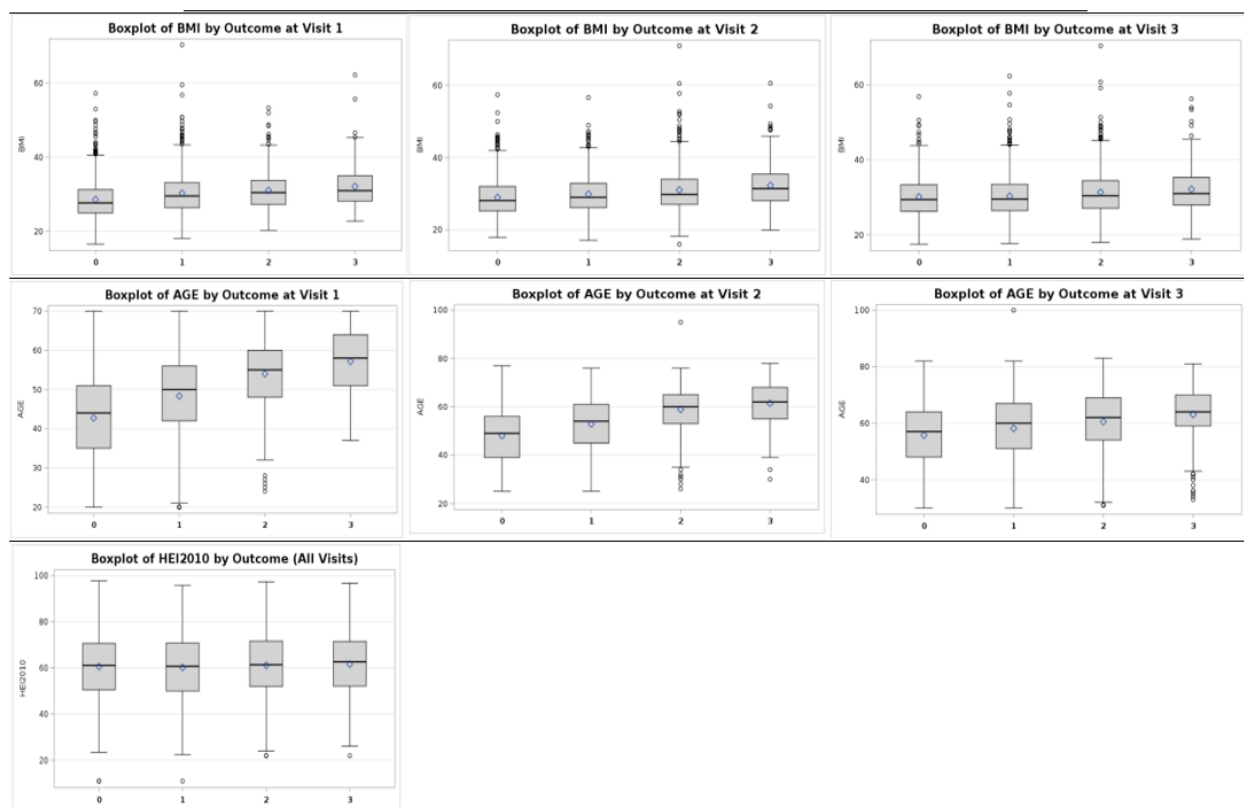 Boxplot of BMI by Outcome at Visit 1
BMI
60
40
20
0 1 2 3
Boxplot of BMI by Outcome at Visit 2
BMI
60
40
20
0 1 2 3
Boxplot of BMI by Outcome at Visit 3
BMI
60
40
20
0 1 2 3
Boxplot of AGE by Outcome at Visit 1
AGE
70
60
50
40
30
20
0 1 2 3
Boxplot of AGE by Outcome at Visit 2
AGE
100
80
60
40
20
0 1 2 3
Boxplot of AGE by Outcome at Visit 3
AGE
100
80
60
40
0 1 2 3
Boxplot of HEI2010 by Outcome (All Visits)
HEI2010
100
80
60
40
20
0 1 2 3